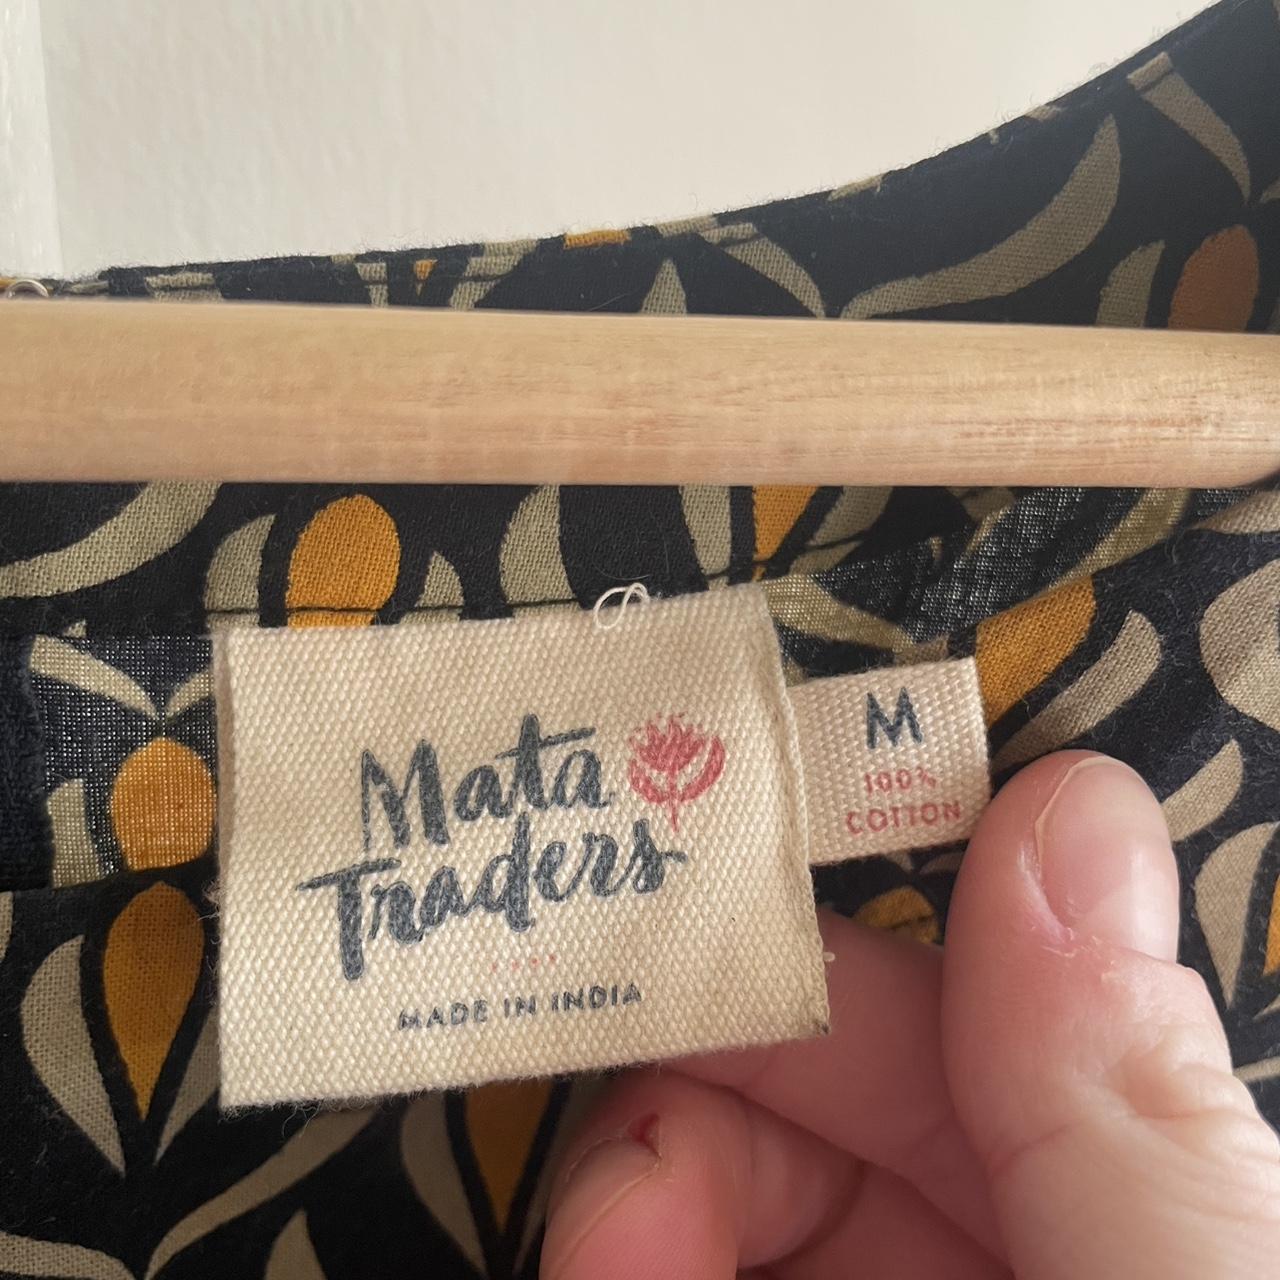 Mata
Traders
MADE IN INDIA
M
100%
COTTON